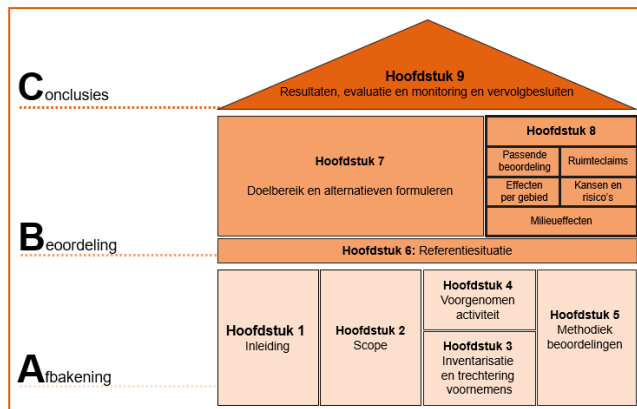 Conclusies
Hoofdstuk 9
Resultaten, evaluatie en monitoring en vervolgbesluiten
Hoofdstuk 7
Doelbereik en alternatieven formuleren
Hoofdstuk 8
Passende
beoordeling
Ruimteclaims
Effecten
per gebied
Kansen en
risico's
Milieueffecten
Beoordeling
Hoofdstuk 6: Referentiesituatie
Hoofdstuk 1
Inleiding
Hoofdstuk 2
Scope
Hoofdstuk 4
Voorgenomen
activiteit
Hoofdstuk 3
Inventarisatie
en trechtering
voornemens
Hoofdstuk 5
Methodiek
beoordelingen
Afbakening